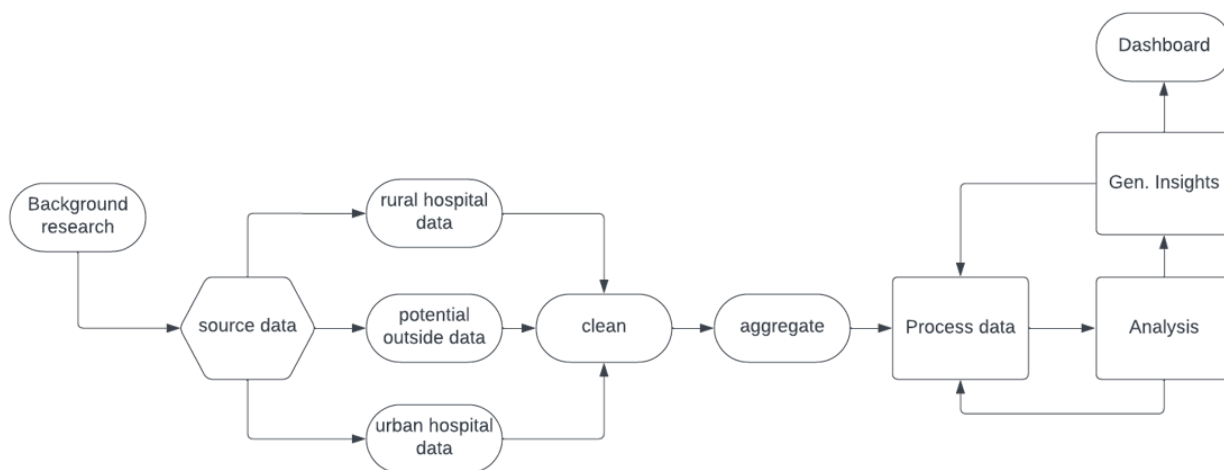 Background
research
source data
rural hospital
data
potential
outside data
urban hospital
data
clean
aggregate
Process data
Analysis
Gen. Insights
Dashboard